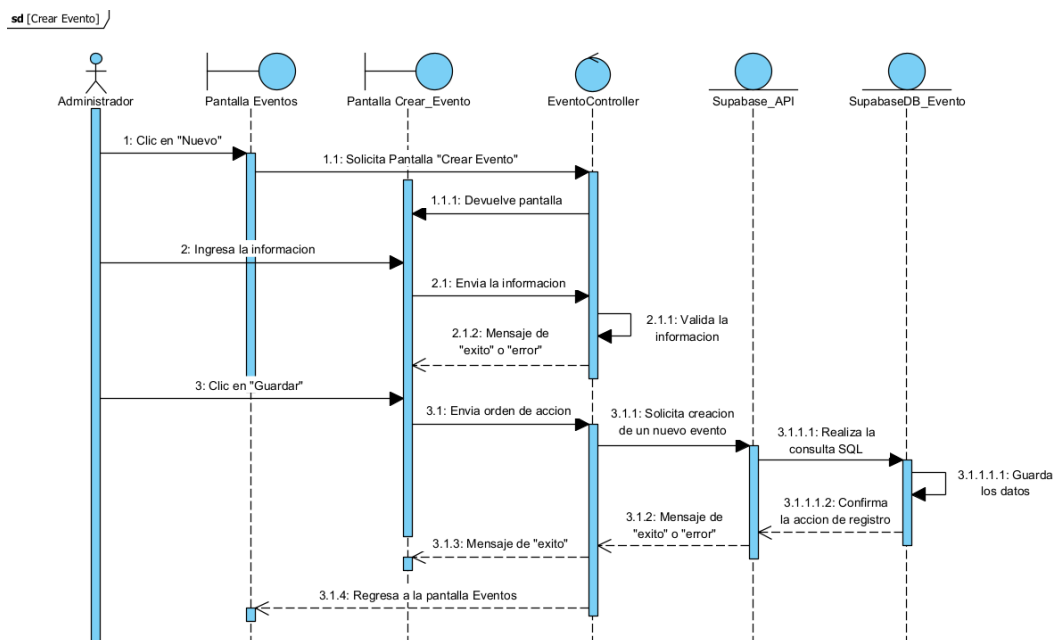 sd [Crear Evento]
Administrador
Pantalla Eventos
Pantalla Crear_Evento
EventoController
Supabase_API
SupabaseDB_Evento
1: Clic en "Nuevo"
1.1: Solicita Pantalla "Crear Evento"
1.1.1: Devuelve pantalla
2: Ingresa la informacion
2.1: Envia la informacion
2.1.1: Valida la
informacion
2.1.2: Mensaje de
"exito" o "error"
3: Clic en "Guardar"
3.1: Envia orden de accion
3.1.1: Solicita creacion
de un nuevo evento
3.1.1.1: Realiza la
consulta SQL
3.1.1.1.1: Guarda
los datos
3.1.1.1.2: Confirma
la accion de registro
3.1.2: Mensaje de
"exito" o "error"
3.1.3: Mensaje de "exito"
3.1.4: Regresa a la pantalla Eventos